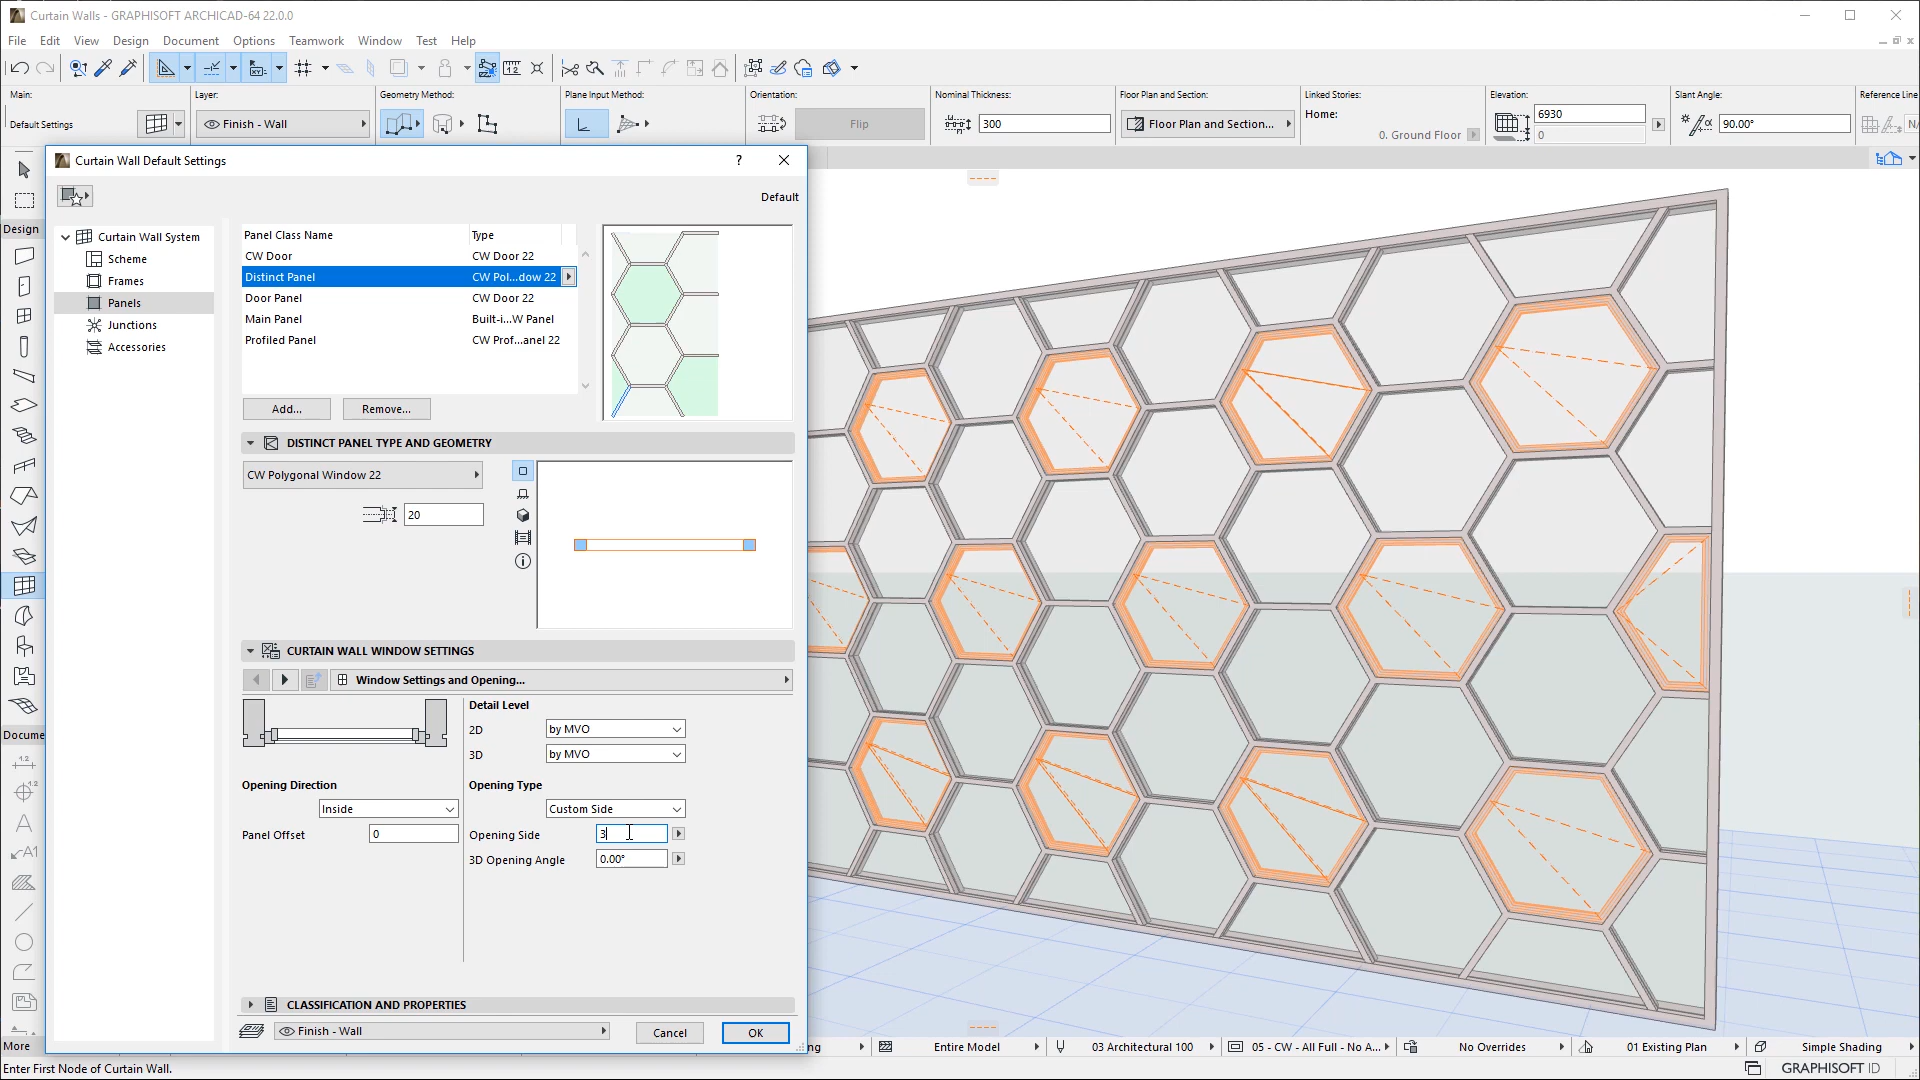 Curtain Walls - GRAPHISOFT ARCHICAD-64 22.0.0
File Edit View Design Document Options Teamwork Window Test Help
Main: Layer: Geometry Method: Plane Input Method: Orientation: Nominal Thickness: Floor Plan and Section: Linked Stories: Elevation: Slant Angle: Reference Line
Default Settings Finish - Wall Flip 300 Floor Plan and Section... Home: 6930 90.00°
0. Ground Floor 0
Curtain Wall Default Settings ?
Default
Design
Curtain Wall System
Scheme
Frames
Panels
Junctions
Accessories
Panel Class Name Type
CW Door CW Door 22
Distinct Panel CW Pol...dow 22
Door Panel CW Door 22
Main Panel Built-i...W Panel
Profiled Panel CW Prof...anel 22
Add... Remove...
DISTINCT PANEL TYPE AND GEOMETRY
CW Polygonal Window 22
20
CURTAIN WALL WINDOW SETTINGS
Window Settings and Opening...
Detail Level
2D by MVO
3D by MVO
Opening Direction Opening Type
Inside Custom Side
Panel Offset 0 Opening Side 3
3D Opening Angle 0.00°
Docume
1.2
A
A1
CLASSIFICATION AND PROPERTIES
Finish - Wall Cancel OK
More
ng Entire Model 03 Architectural 100 05 - CW - All Full - No A... No Overrides 01 Existing Plan Simple Shading
Enter First Node of Curtain Wall. GRAPHISOFT ID